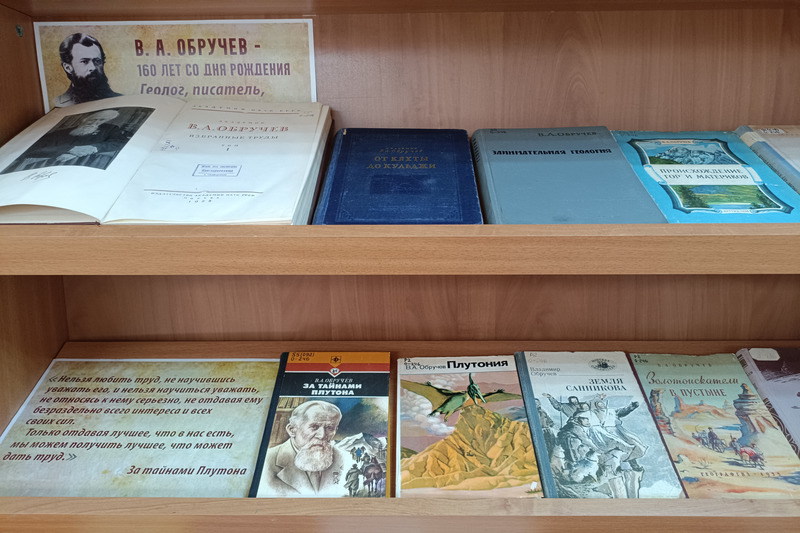 В. А. ОБРУЧЕВ -
160 ЛЕТ СО ДНЯ РОЖДЕНИЯ
Геолог, писатель,
В.А.ОБРУЧЕВ
ИЗБРАННЫЕ ТРУДЫ
ТОМ
I
ОТ КЯХТЫ
ДО КУЛЬДЖИ
В.А.ОБРУЧЕВ
ЗАНИМАТЕЛЬНАЯ ГЕОЛОГИЯ
ПРОИСХОЖДЕНИЕ
ГОР И МАТЕРИКОВ
«Нельзя любить труд, не научившись
уважать его, и нельзя научиться уважать,
не относясь к нему серьезно, не отдавая ему
безраздельно всего интереса и всех
своих сил.
Только отдавая лучшее, что в нас есть,
мы можем получить лучшее, что может
дать труд.»
За тайнами Плутона
В.А.ОБРУЧЕВ
ЗА ТАЙНАМИ
ПЛУТОНА
В.А.Обручев Плутония
Владимир
Обручев
ЗЕМЛЯ
САННИКОВА
В.А.ОБРУЧЕВ
Золотоискатели
В ПУСТЫНЕ